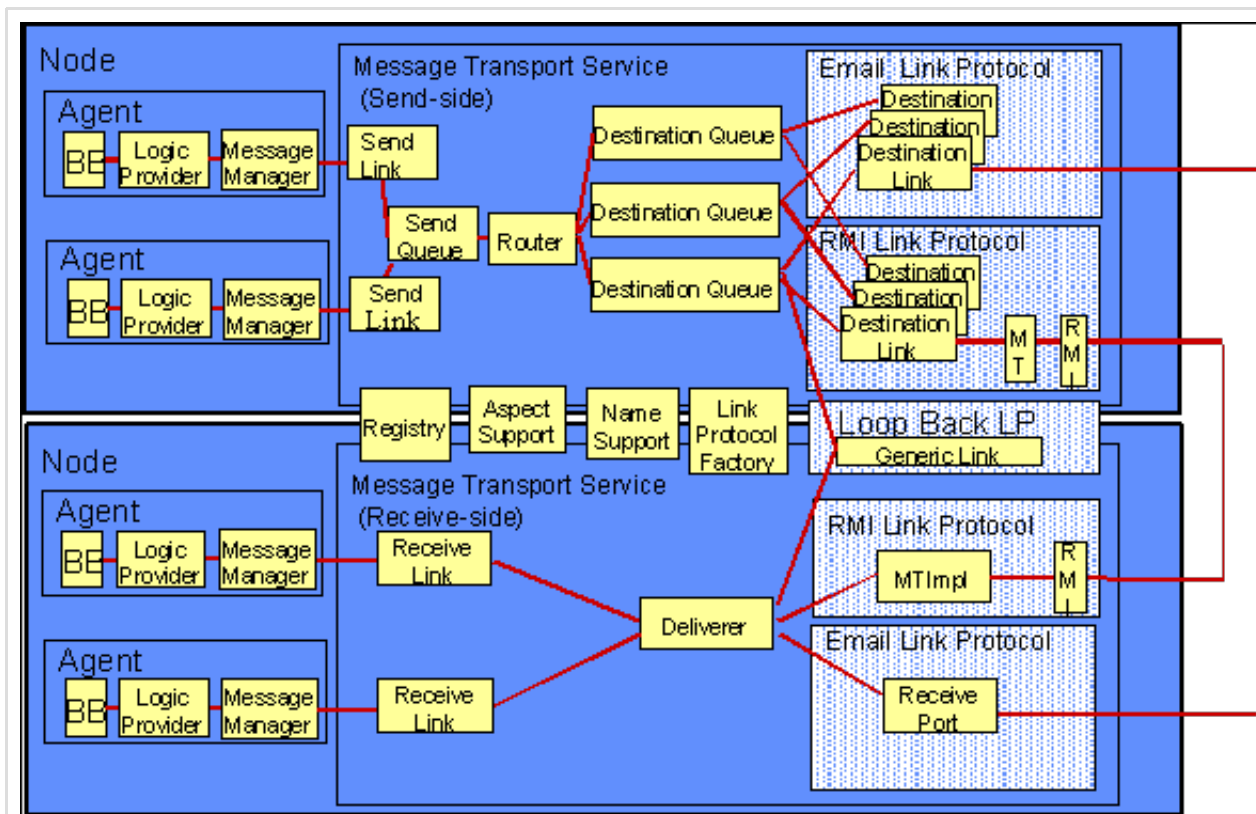 Node
Message Transport Service
(Send-side)
Email Link Protocol
Agent
BB
Logic
Provider
Message
Manager
Send
Link
Destination Queue
Destination
Destination
Destination
Link
Send
Queue
Router
Destination Queue
Agent
BB
Logic
Provider
Message
Manager
Send
Link
Destination Queue
RMI Link Protocol
Destination
Destination
Destination
Link
M
T
R
M
I
Registry
Aspect
Support
Name
Support
Link
Protocol
Factory
Loop Back LP
Generic Link
Node
Message Transport Service
(Receive-side)
Agent
BB
Logic
Provider
Message
Manager
Receive
Link
RMI Link Protocol
MTImpl
R
M
I
Deliverer
Agent
BB
Logic
Provider
Message
Manager
Receive
Link
Email Link Protocol
Receive
Port